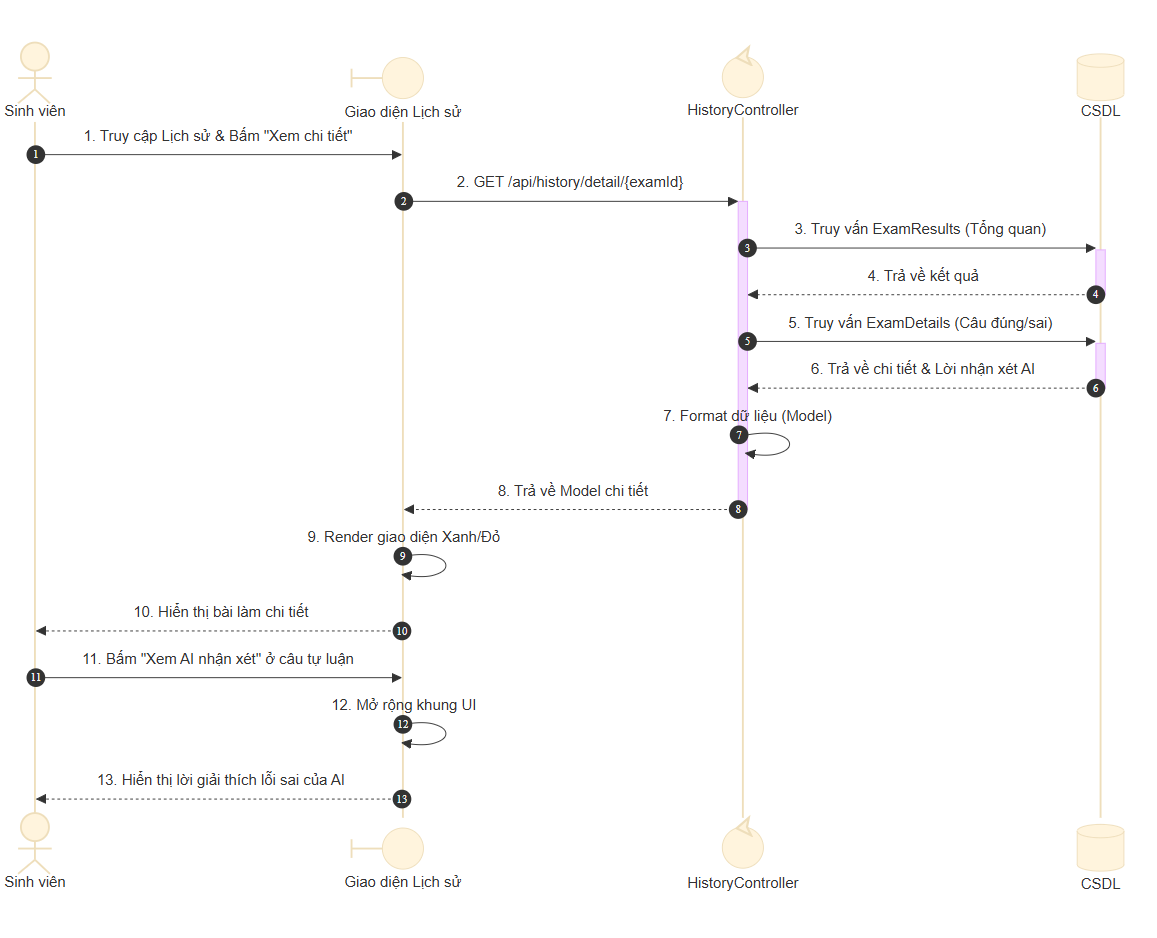 Sinh viên
Giao diện Lịch sử
HistoryController
CSDL
1. Truy cập Lịch sử & Bấm "Xem chi tiết"
1
2. GET /api/history/detail/{examId}
2
3. Truy vấn ExamResults (Tổng quan)
3
4. Trả về kết quả
4
5. Truy vấn ExamDetails (Câu đúng/sai)
5
6. Trả về chi tiết & Lời nhận xét AI
6
7. Format dữ liệu (Model)
7
8. Trả về Model chi tiết
8
9. Render giao diện Xanh/Đỏ
9
10. Hiển thị bài làm chi tiết
10
11. Bấm "Xem AI nhận xét" ở câu tự luận
11
12. Mở rộng khung UI
12
13. Hiển thị lời giải thích lỗi sai của AI
13
Sinh viên
Giao diện Lịch sử
HistoryController
CSDL